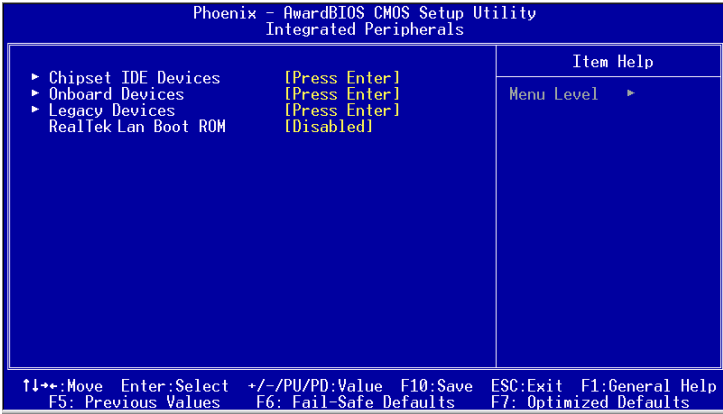 Phoenix - AwardBIOS CMOS Setup Utility
Integrated Peripherals
► Chipset IDE Devices [Press Enter]
► Onboard Devices [Press Enter]
► Legacy Devices [Press Enter]
RealTek Lan Boot ROM [Disabled]
Item Help
Menu Level ►
↑↓→←:Move Enter:Select +/-/PU/PD:Value F10:Save ESC:Exit F1:General Help
F5: Previous Values F6: Fail-Safe Defaults F7: Optimized Defaults